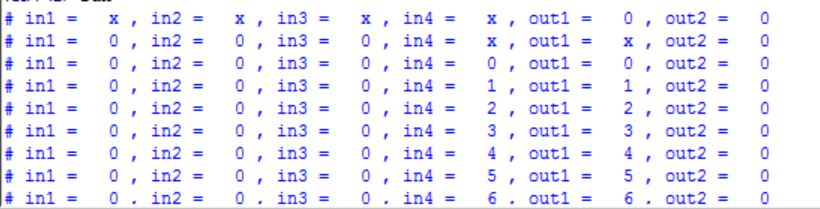 # in1 =   x , in2 =   x , in3 =   x , in4 =   x , out1 =   0 , out2 =   0
# in1 =   0 , in2 =   0 , in3 =   0 , in4 =   x , out1 =   x , out2 =   0
# in1 =   0 , in2 =   0 , in3 =   0 , in4 =   0 , out1 =   0 , out2 =   0
# in1 =   0 , in2 =   0 , in3 =   0 , in4 =   1 , out1 =   1 , out2 =   0
# in1 =   0 , in2 =   0 , in3 =   0 , in4 =   2 , out1 =   2 , out2 =   0
# in1 =   0 , in2 =   0 , in3 =   0 , in4 =   3 , out1 =   3 , out2 =   0
# in1 =   0 , in2 =   0 , in3 =   0 , in4 =   4 , out1 =   4 , out2 =   0
# in1 =   0 , in2 =   0 , in3 =   0 , in4 =   5 , out1 =   5 , out2 =   0
# in1 =   0 , in2 =   0 , in3 =   0 , in4 =   6 , out1 =   6 , out2 =   0